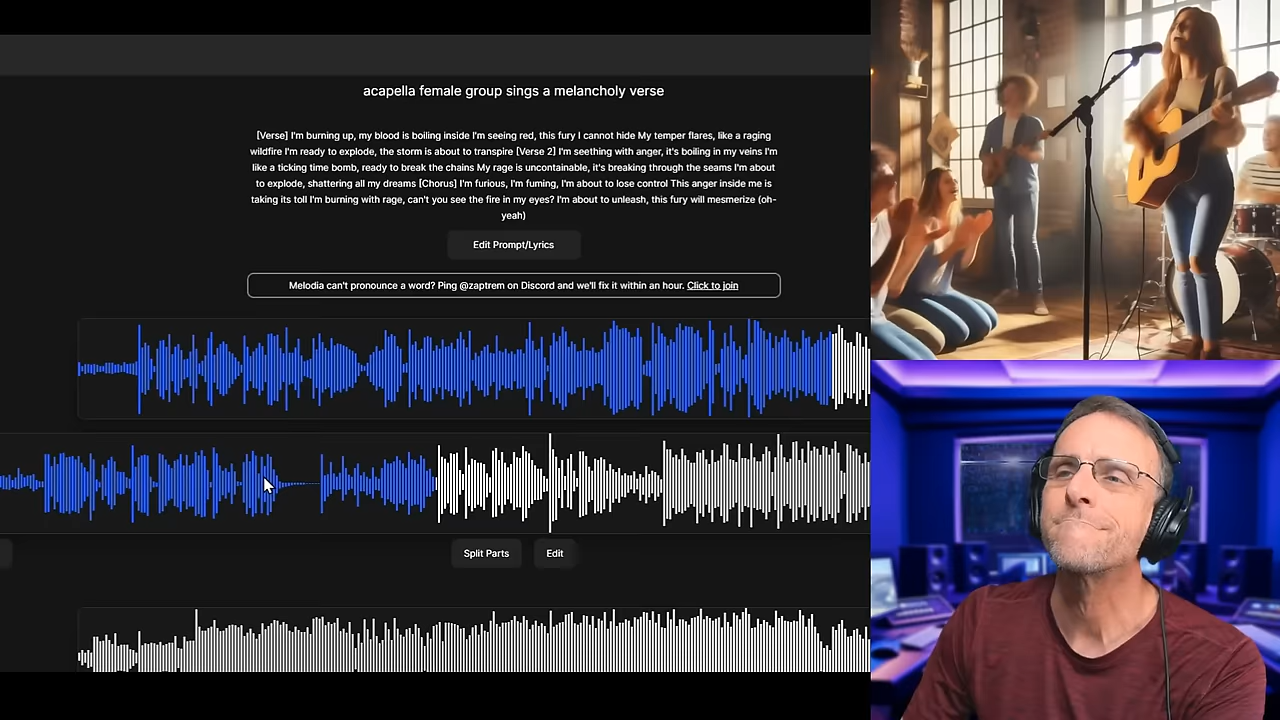 acapella female group sings a melancholy verse
[Verse] I'm burning up, my blood is boiling inside I'm seeing red, this fury I cannot hide My temper flares, like a raging
wildfire I'm ready to explode, the storm is about to transpire [Verse 2] I'm seething with anger, it's boiling in my veins I'm
like a ticking time bomb, ready to break the chains My rage is uncontainable, it's breaking through the seams I'm about
to explode, shattering all my dreams [Chorus] I'm furious, I'm fuming, I'm about to lose control This anger inside me is
taking its toll I'm burning with rage, can't you see the fire in my eyes? I'm about to unleash, this fury will mesmerize (oh-
yeah)
Edit Prompt/Lyrics
Melodia can't pronounce a word? Ping @zaptrem on Discord and we'll fix it within an hour. Click to join
Split Parts
Edit